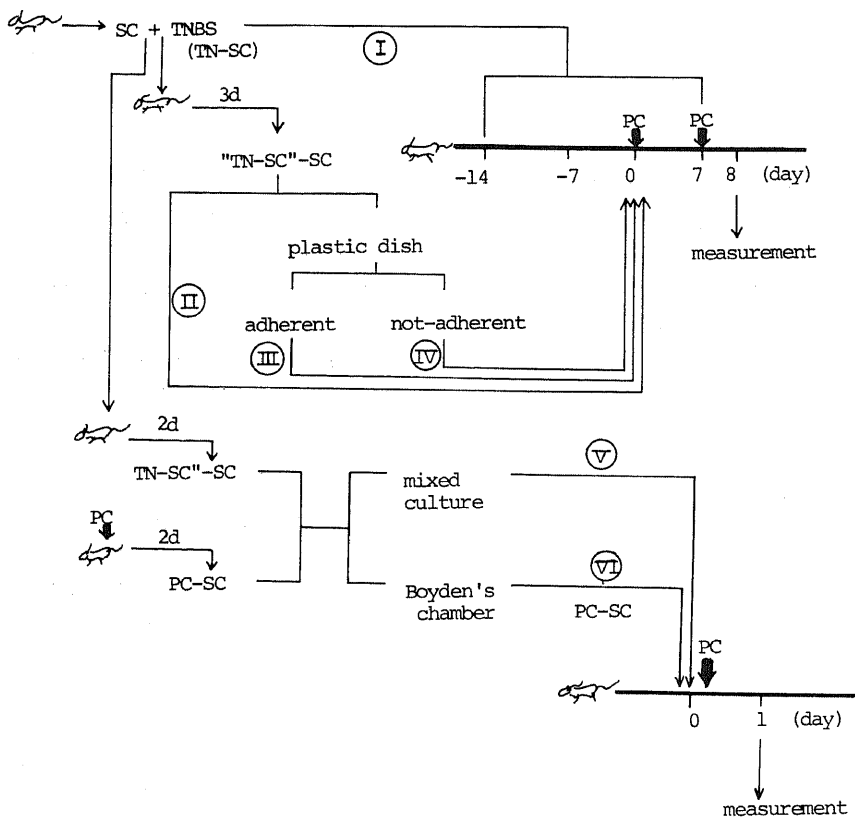 SC + TNBS
(TN-SC)
I
3d
"TN-SC"-SC
PC PC
-14 -7 0 7 8 (day)
measurement
plastic dish
II
adherent not-adherent
III IV
2d
TN-SC"-SC
PC
2d
PC-SC
mixed
culture
V
Boyden's
chamber
VI
PC-SC
PC
0 1 (day)
measurement